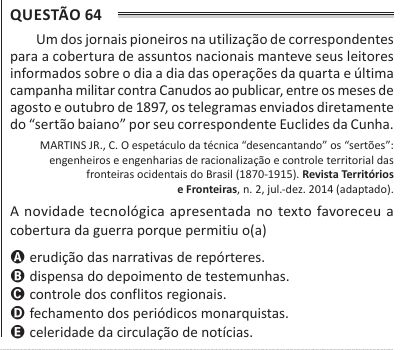 QUESTÃO 64
Um dos jornais pioneiros na utilização de correspondentes
para a cobertura de assuntos nacionais manteve seus leitores
informados sobre o dia a dia das operações da quarta e última
campanha militar contra Canudos ao publicar, entre os meses de
agosto e outubro de 1897, os telegramas enviados diretamente
do “sertão baiano” por seu correspondente Euclides da Cunha.
MARTINS JR., C. O espetáculo da técnica “desencantando” os “sertões”:
engenheiros e engenharias de racionalização e controle territorial das
fronteiras ocidentais do Brasil (1870-1915). Revista Territórios
e Fronteiras, n. 2, jul.-dez. 2014 (adaptado).
A novidade tecnológica apresentada no texto favoreceu a
cobertura da guerra porque permitiu o(a)
A erudição das narrativas de repórteres.
B dispensa do depoimento de testemunhas.
C controle dos conflitos regionais.
D fechamento dos periódicos monarquistas.
E celeridade da circulação de notícias.